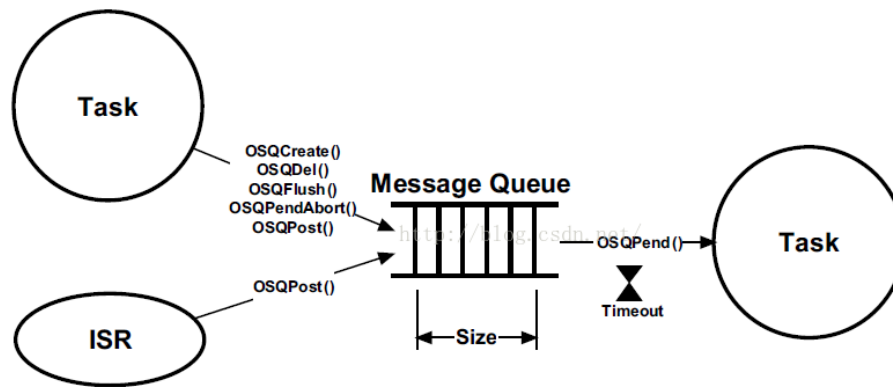 Task
OSQCreate()
OSQDel()
OSQFlush()
OSQPendAbort()
OSQPost()
Message Queue
http://blog.csdn.net/
OSQPend()
Timeout
Task
OSQPost()
ISR
Size